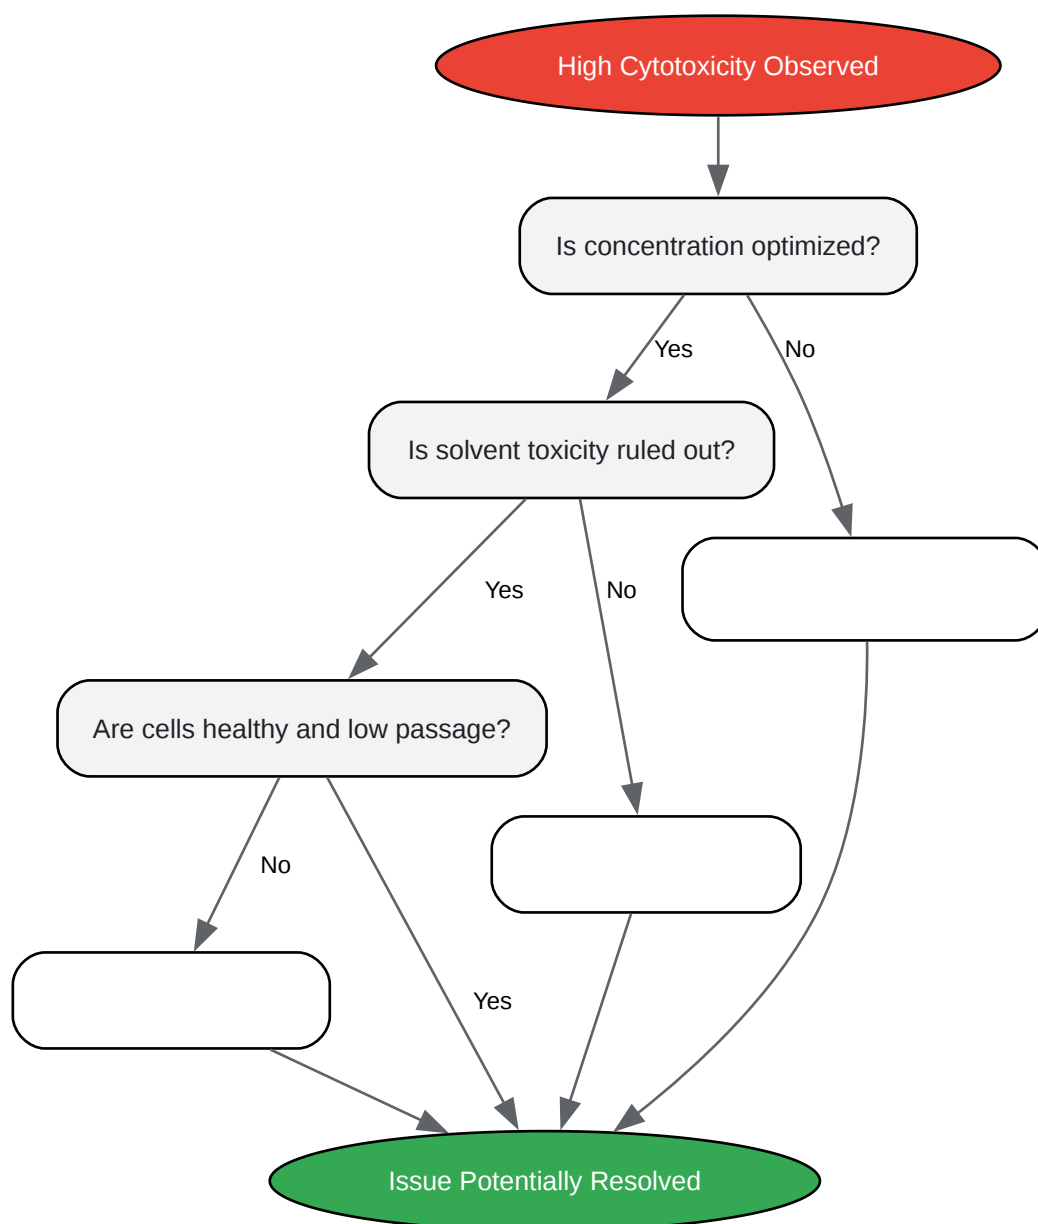 High Cytotoxicity Observed
Is concentration optimized?
Yes
No
Is solvent toxicity ruled out?
Yes
No
Are cells healthy and low passage?
No
Yes
Issue Potentially Resolved